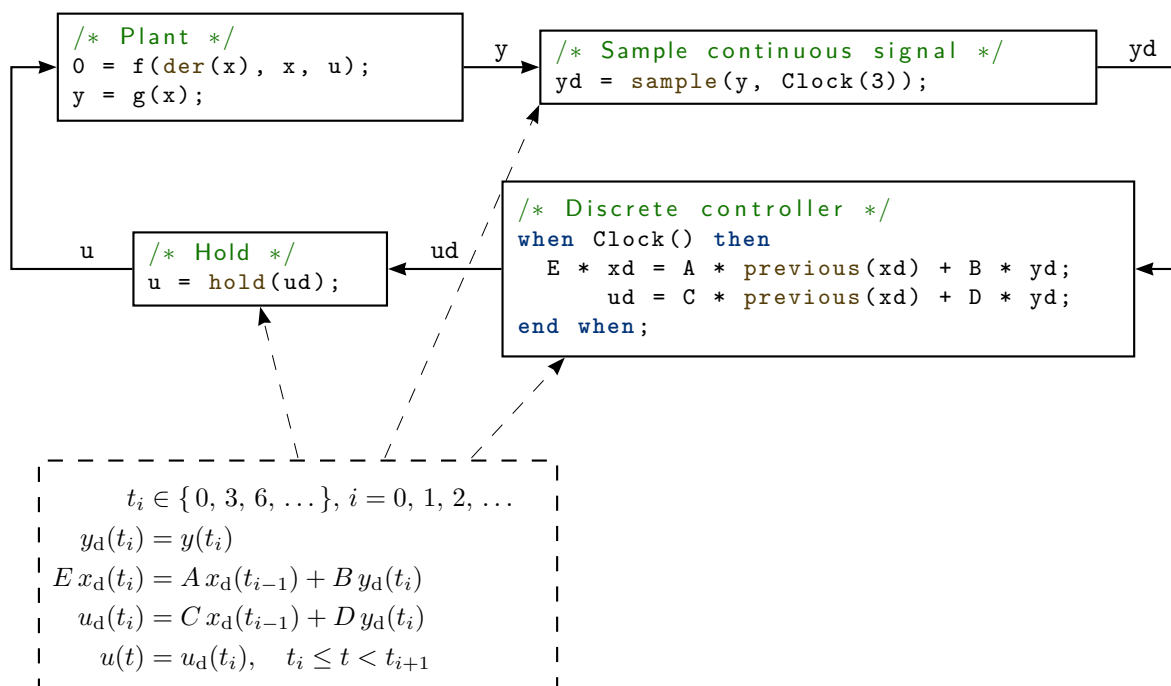 /* Plant */
0 = f(der(x), x, u);
y = g(x);
y
/* Sample continuous signal */
yd = sample(y, Clock(3));
yd
/* Discrete controller */
when Clock() then
  E * xd = A * previous(xd) + B * yd;
      ud = C * previous(xd) + D * yd;
end when;
ud
/* Hold */
u = hold(ud);
u
t_i ∈ { 0, 3, 6, … }, i = 0, 1, 2, …
y_d(t_i) = y(t_i)
E x_d(t_i) = A x_d(t_{i−1}) + B y_d(t_i)
u_d(t_i) = C x_d(t_{i−1}) + D y_d(t_i)
u(t) = u_d(t_i), t_i ≤ t < t_{i+1}